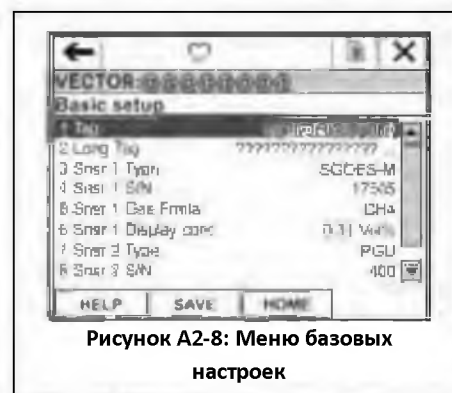 VECTOR:@@@@@@@@
Basic setup
1 Tag
2 Long Tag ????????????????
3 Snsr 1 Type SGOES-M
4 Snsr 1 S/N 17505
5 Snsr 1 Gas Frmla CH4
6 Snsr 1 Display conc
7 Snsr 2 Type PGU
8 Snsr 2 S/N 400
HELP SAVE HOME
Рисунок А2-8: Меню базовых
настроек